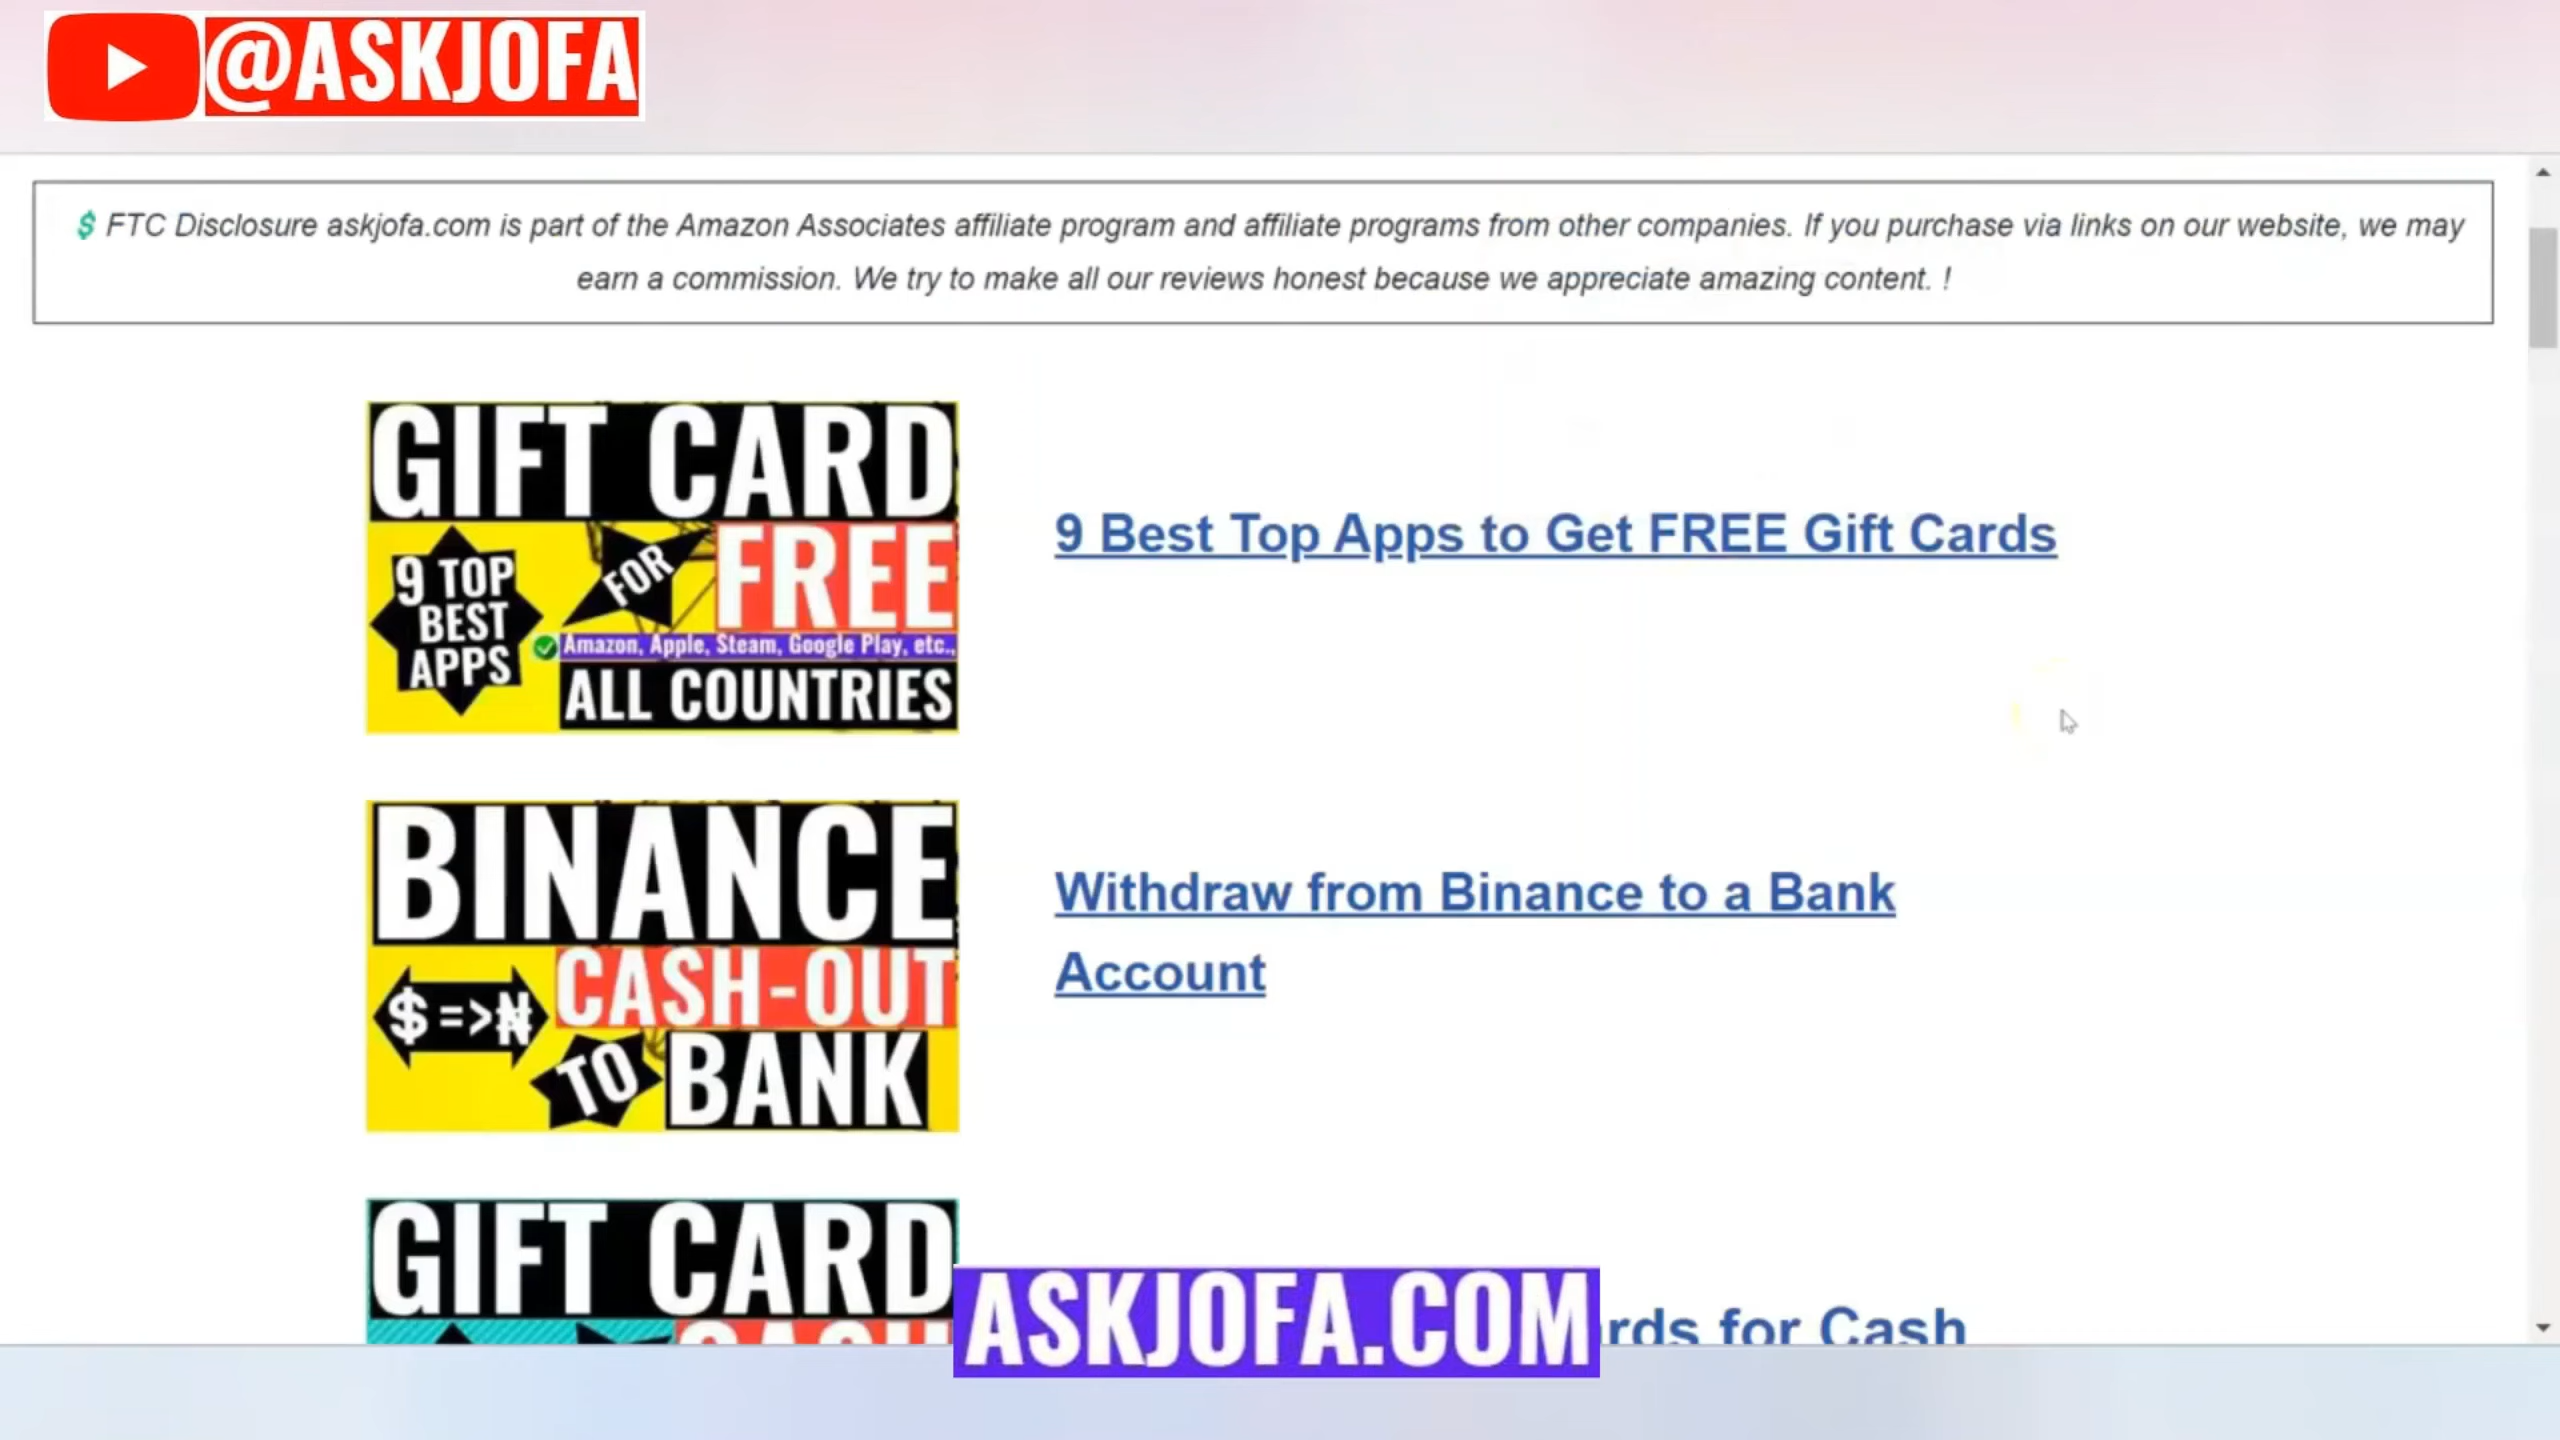 @ASKJOFA
$ FTC Disclosure askjofa.com is part of the Amazon Associates affiliate program and affiliate programs from other companies. If you purchase via links on our website, we may
earn a commission. We try to make all our reviews honest because we appreciate amazing content. !
GIFT CARD
9 TOP
BEST
APPS
FOR
FREE
Amazon, Apple, Steam, Google Play, etc.,
ALL COUNTRIES
9 Best Top Apps to Get FREE Gift Cards
BINANCE
$ =>₦
CASH-OUT
TO
BANK
Withdraw from Binance to a Bank
Account
GIFT CARD
CASH
rds for Cash
ASKJOFA.COM